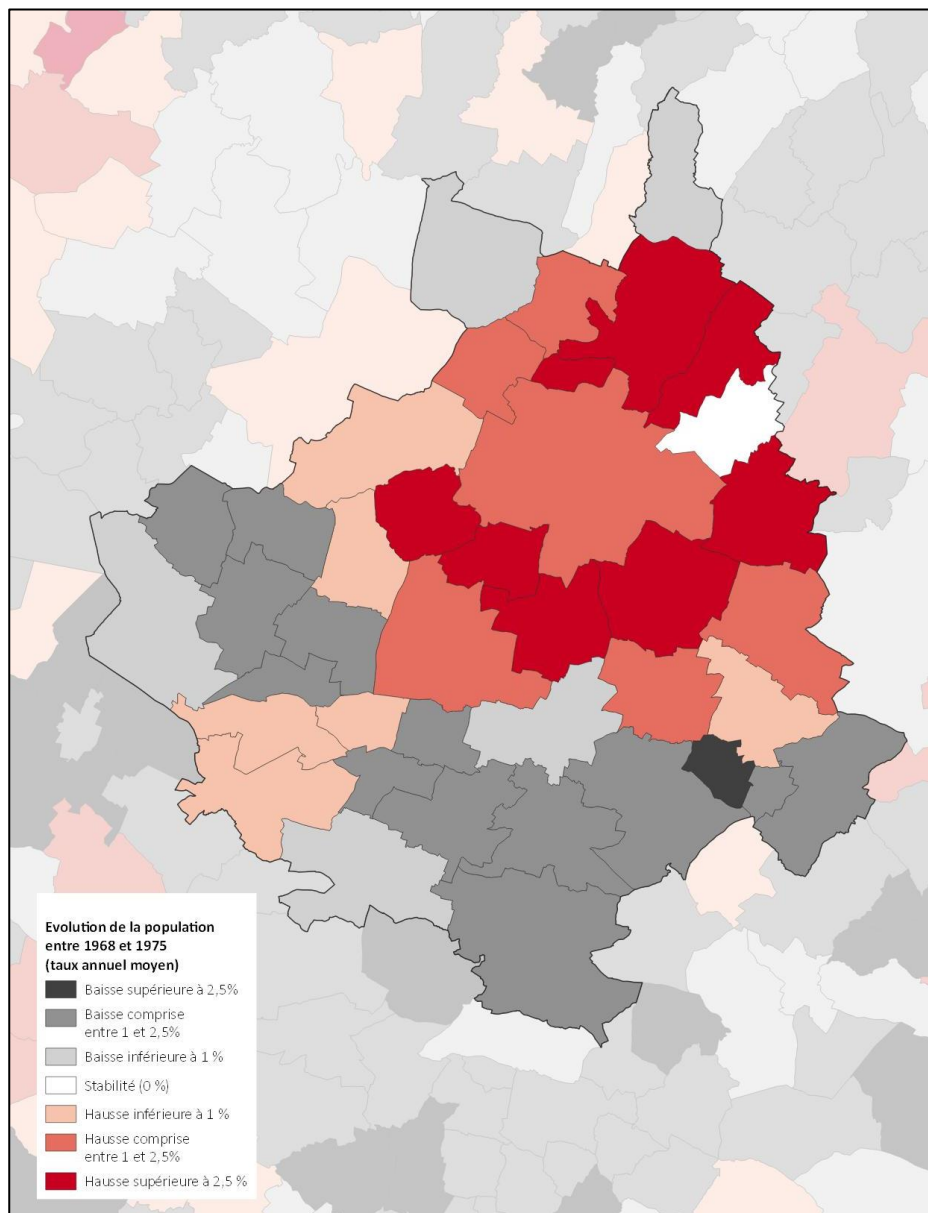 Evolution de la population
entre 1968 et 1975
(taux annuel moyen)
Baisse supérieure à 2,5%
Baisse comprise
entre 1 et 2,5%
Baisse inférieure à 1 %
Stabilité (0 %)
Hausse inférieure à 1 %
Hausse comprise
entre 1 et 2,5%
Hausse supérieure à 2,5 %